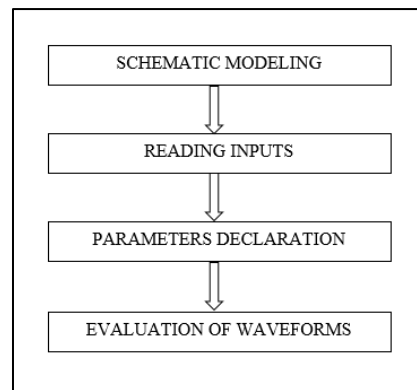 SCHEMATIC MODELING
READING INPUTS
PARAMETERS DECLARATION
EVALUATION OF WAVEFORMS